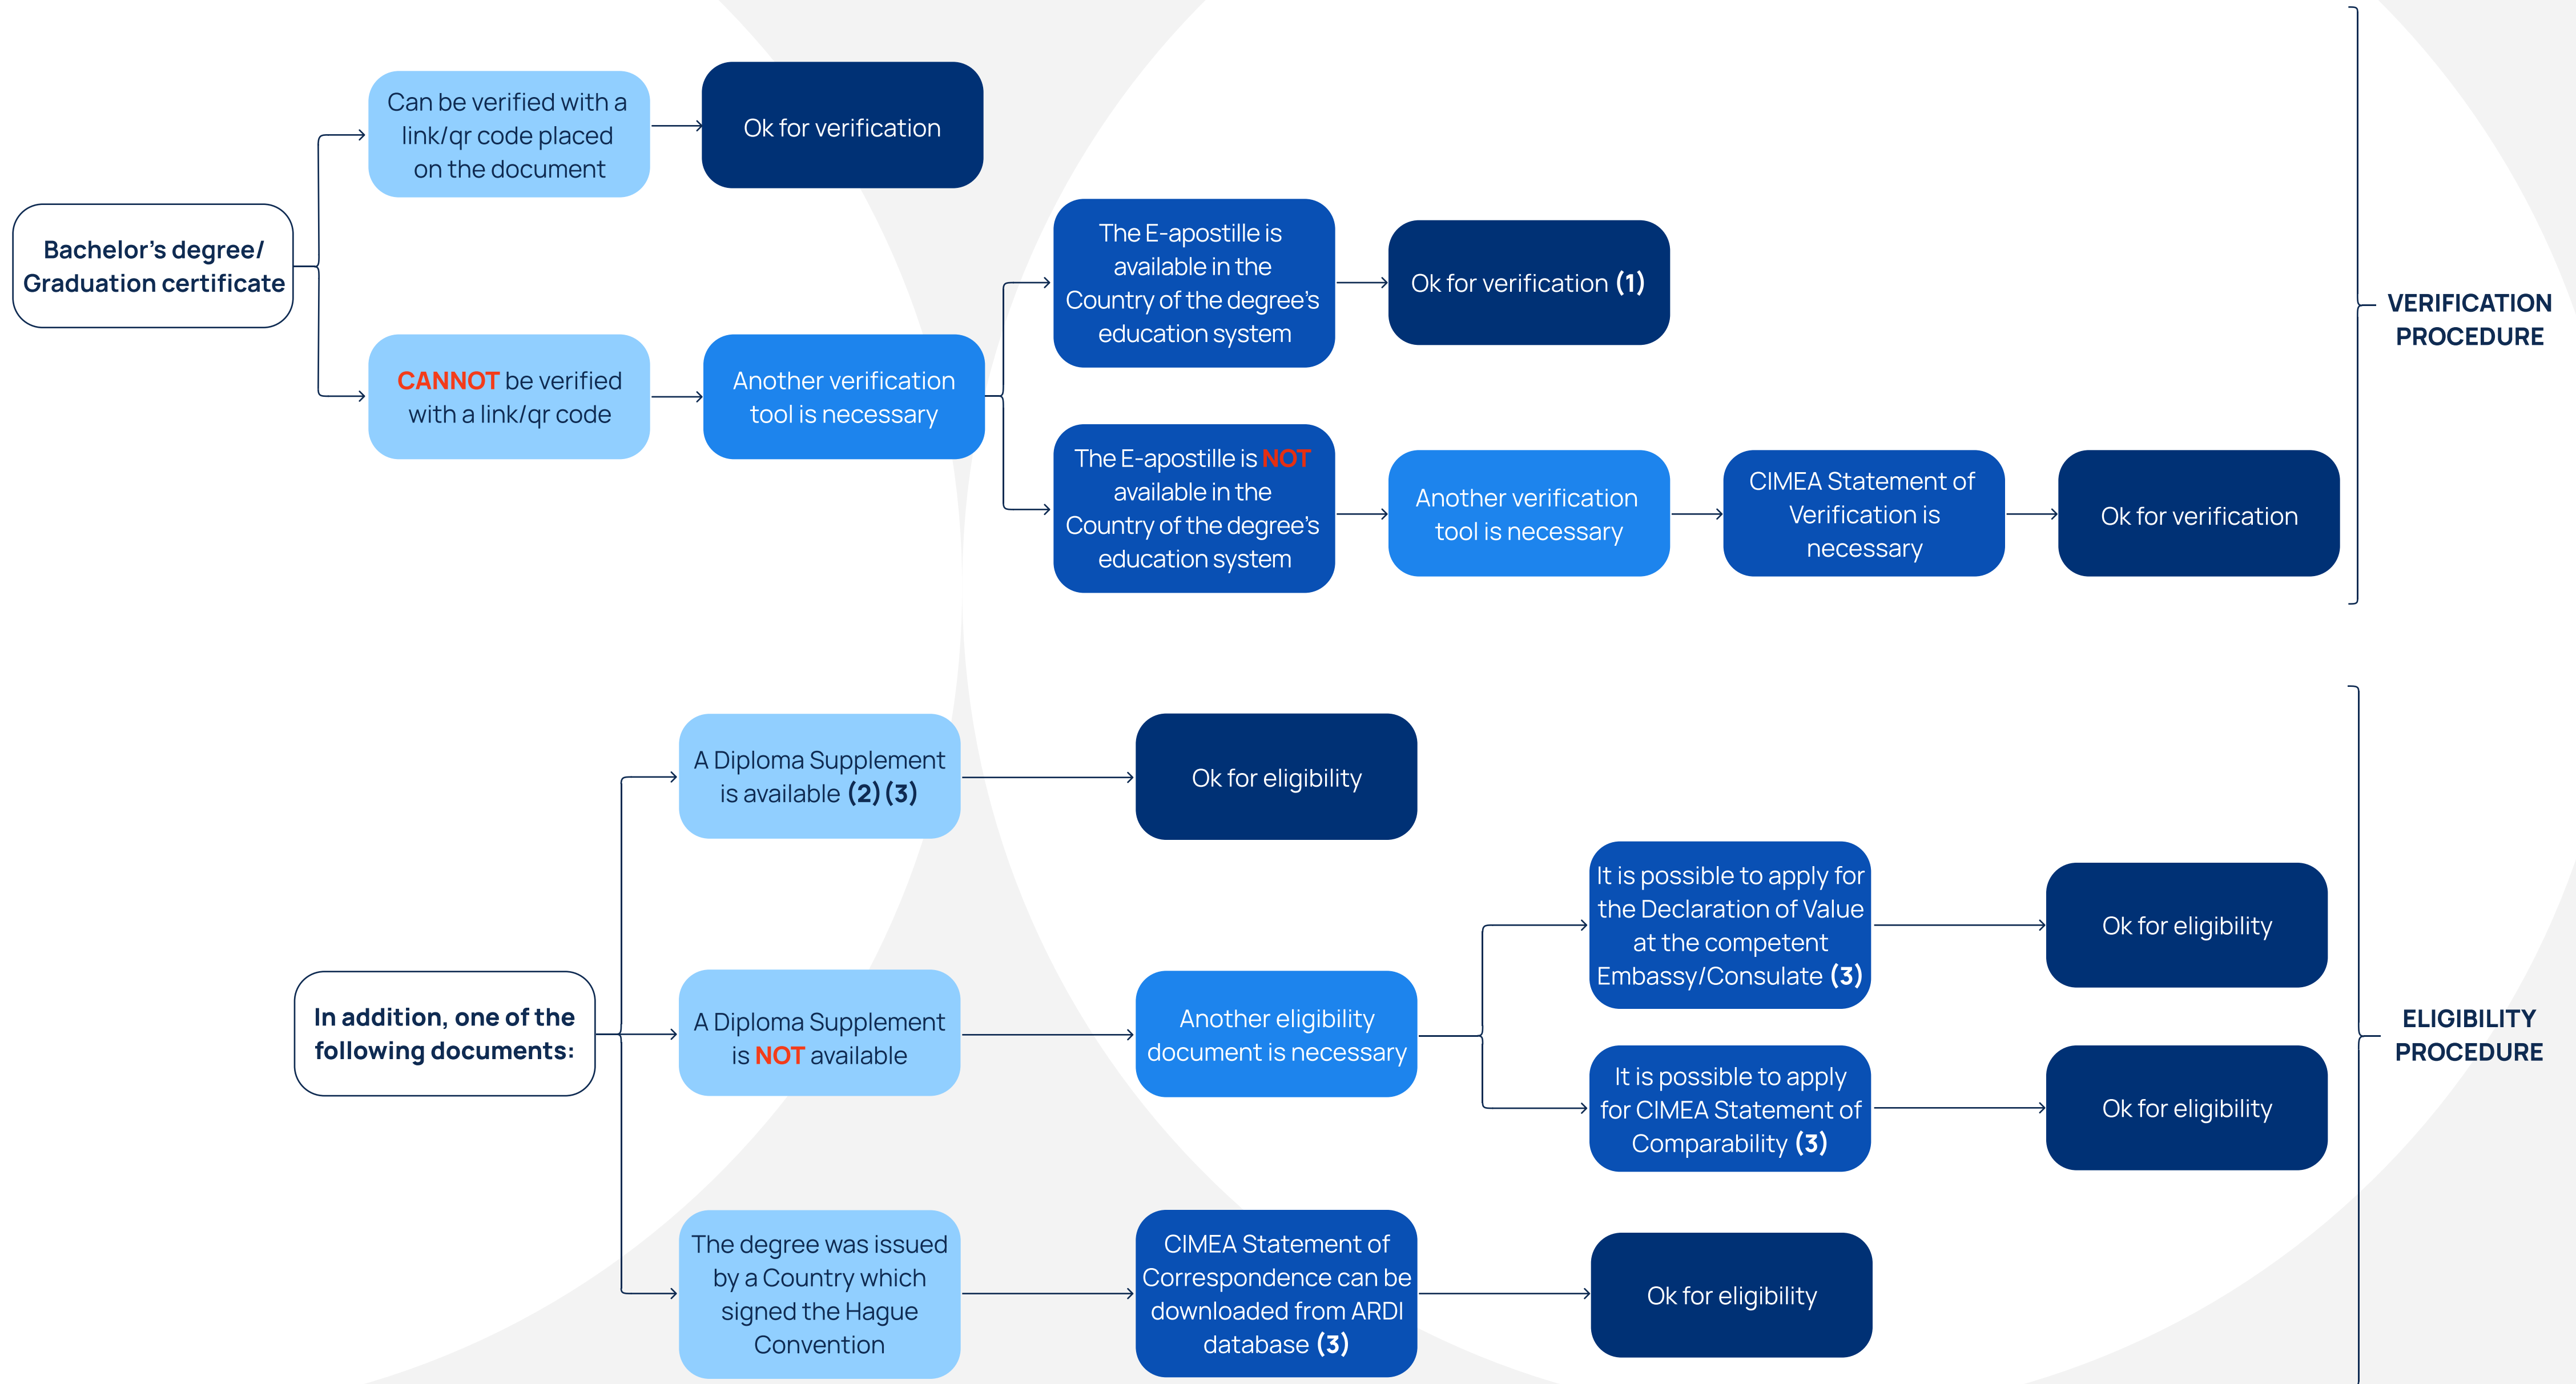 Can be verified with a
link/qr code placed
on the document
Ok for verification
Bachelor's degree/
Graduation certificate
CANNOT be verified
with a link/qr code
Another verification
tool is necessary
The E-apostille is
available in the
Country of the degree's
education system
Ok for verification (1)
The E-apostille is NOT
available in the
Country of the degree's
education system
Another verification
tool is necessary
CIMEA Statement of
Verification is
necessary
Ok for verification
VERIFICATION
PROCEDURE
In addition, one of the
following documents:
A Diploma Supplement
is available (2)(3)
Ok for eligibility
A Diploma Supplement
is NOT available
Another eligibility
document is necessary
It is possible to apply for
the Declaration of Value
at the competent
Embassy/Consulate (3)
Ok for eligibility
It is possible to apply
for CIMEA Statement of
Comparability (3)
Ok for eligibility
The degree was issued
by a Country which
signed the Hague
Convention
CIMEA Statement of
Correspondence can be
downloaded from ARDI
database (3)
Ok for eligibility
ELIGIBILITY
PROCEDURE